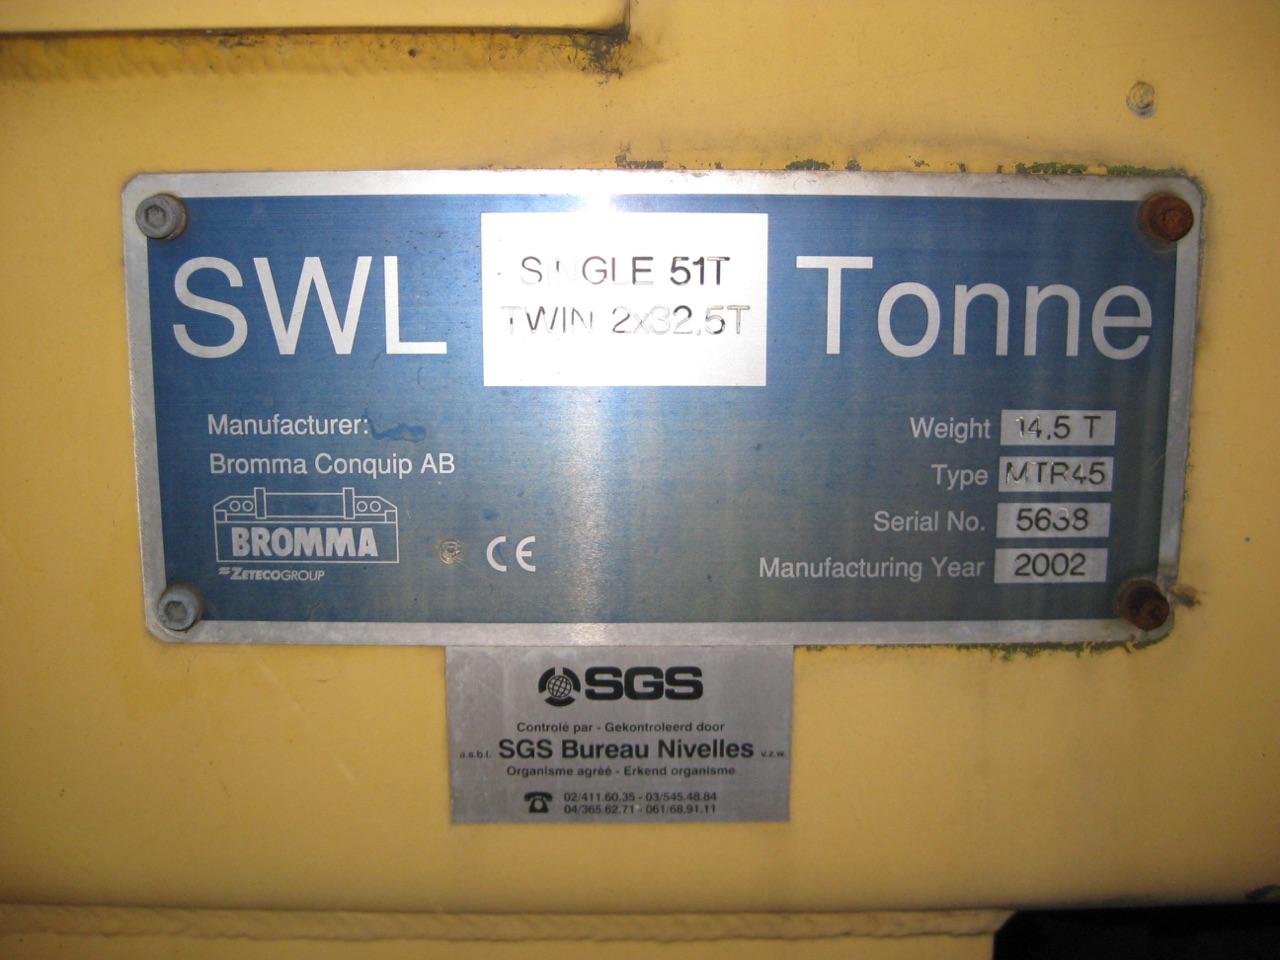 SWL SINGLE 51T Tonne
TWIN 2x32,5T
Manufacturer:
Bromma Conquip AB
BROMMA
ZETECOGROUP
CE
Weight 14,5 T
Type MTR45
Serial No. 5638
Manufacturing Year 2002
SGS
Controlé par - Gekontroleerd door
a.s.b.l. SGS Bureau Nivelles v.z.w.
Organisme agréé - Erkend organisme
02/411.60.35 - 03/545.48.84
04/365.62.71 - 061/68.91.11